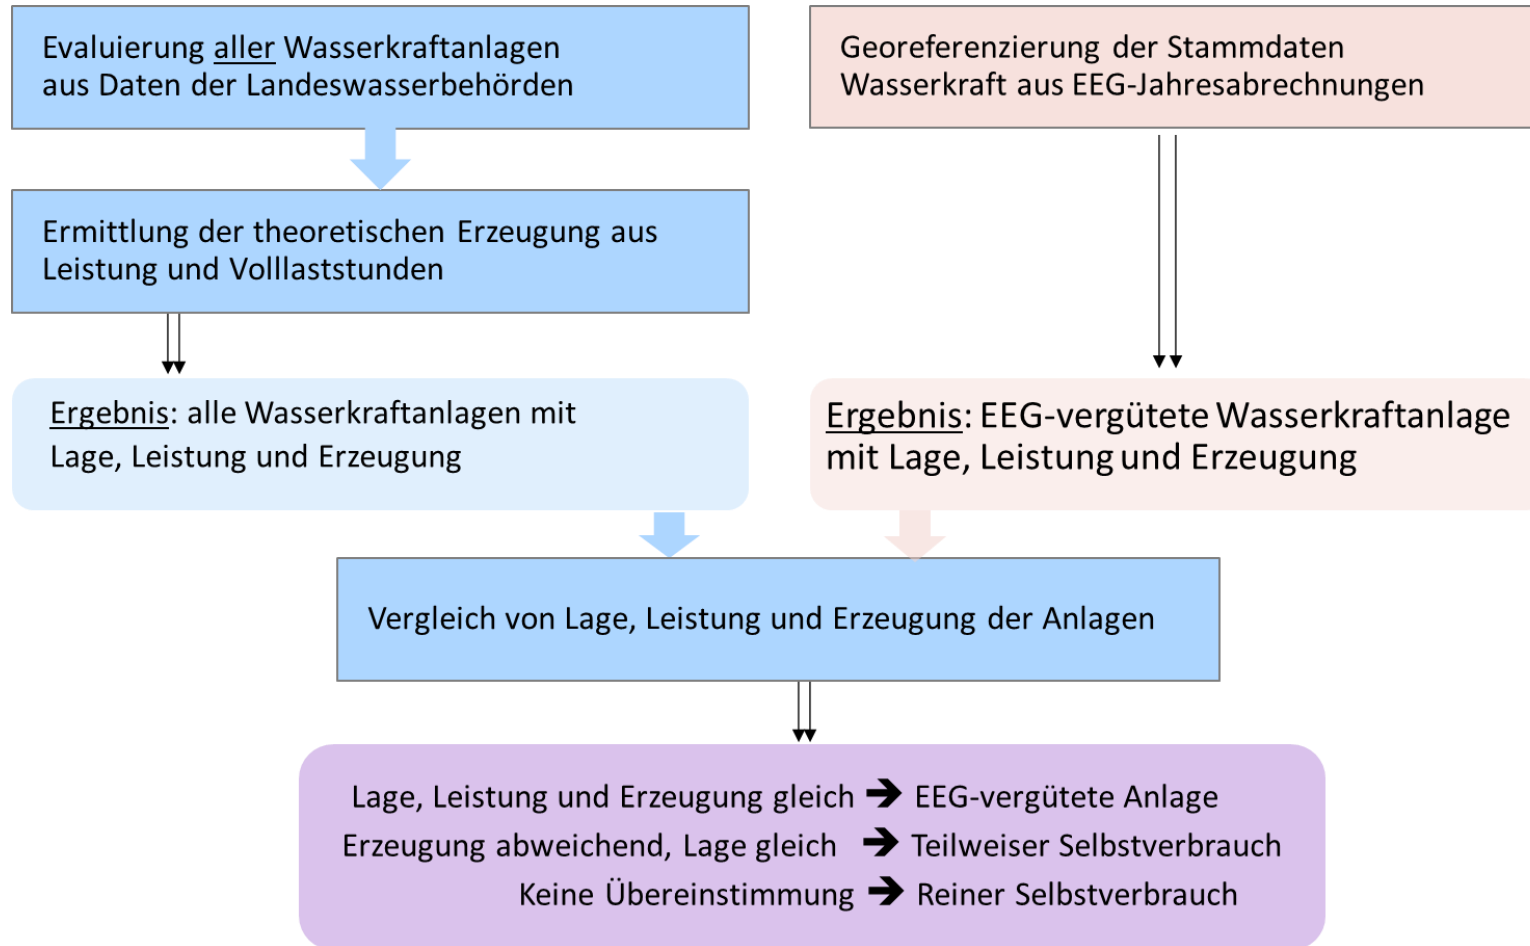 Evaluierung aller Wasserkraftanlagen
aus Daten der Landeswasserbehörden
Georeferenzierung der Stammdaten
Wasserkraft aus EEG-Jahresabrechnungen
Ermittlung der theoretischen Erzeugung aus
Leistung und Volllaststunden
Ergebnis: alle Wasserkraftanlagen mit
Lage, Leistung und Erzeugung
Ergebnis: EEG-vergütete Wasserkraftanlage
mit Lage, Leistung und Erzeugung
Vergleich von Lage, Leistung und Erzeugung der Anlagen
Lage, Leistung und Erzeugung gleich ➔ EEG-vergütete Anlage
Erzeugung abweichend, Lage gleich ➔ Teilweiser Selbstverbrauch
Keine Übereinstimmung ➔ Reiner Selbstverbrauch